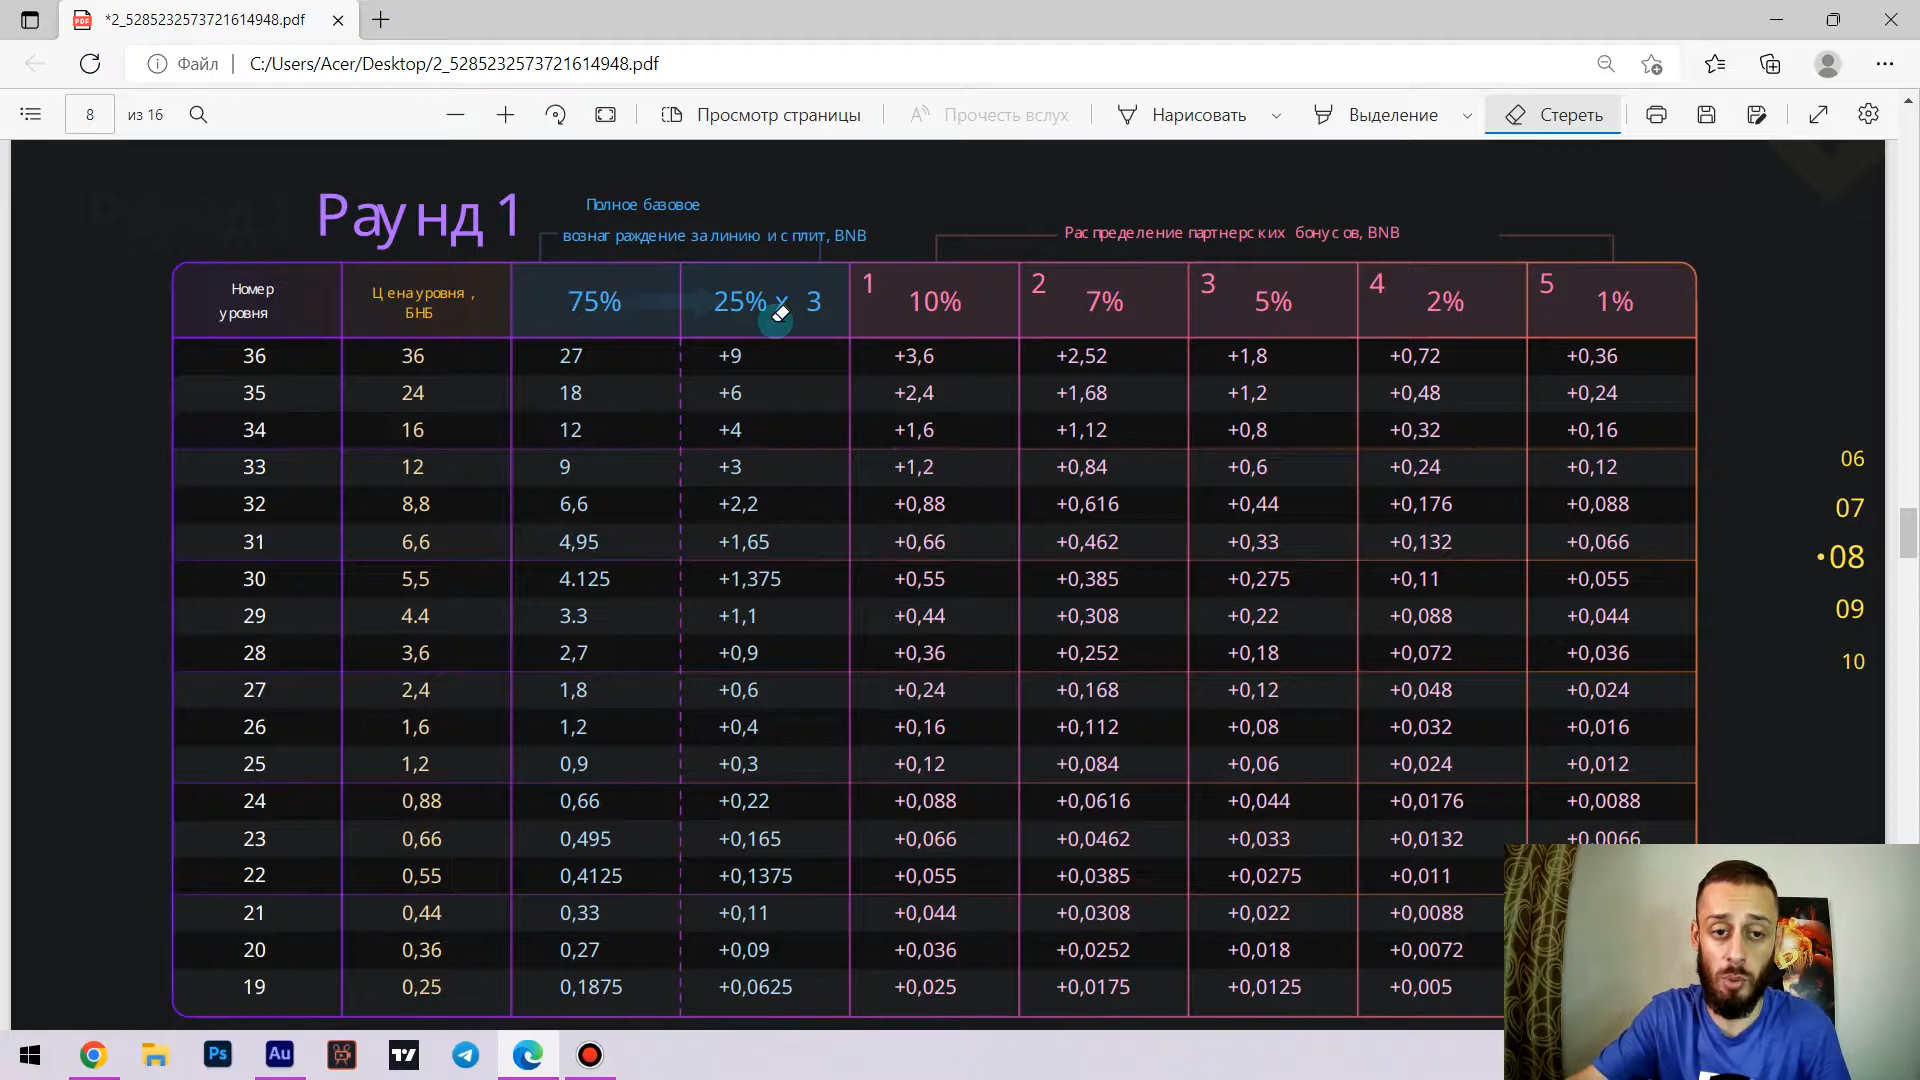 *2_5285232573721614948.pdf
Файл
C:/Users/Acer/Desktop/2_5285232573721614948.pdf
8 из 16
Просмотр страницы
Прочесть вслух
Нарисовать
Выделение
Стереть
Раунд 1
Полное базовое
вознаграждение за линию и сплит, BNB
Распределение партнерских бонусов, BNB
Номер
уровня
Цена уровня,
БНБ
75% 25% x 3 1 10% 2 7% 3 5% 4 2% 5 1%
36 36 27 +9 +3,6 +2,52 +1,8 +0,72 +0,36
35 24 18 +6 +2,4 +1,68 +1,2 +0,48 +0,24
34 16 12 +4 +1,6 +1,12 +0,8 +0,32 +0,16
33 12 9 +3 +1,2 +0,84 +0,6 +0,24 +0,12
32 8,8 6,6 +2,2 +0,88 +0,616 +0,44 +0,176 +0,088
31 6,6 4,95 +1,65 +0,66 +0,462 +0,33 +0,132 +0,066
30 5,5 4.125 +1,375 +0,55 +0,385 +0,275 +0,11 +0,055
29 4.4 3.3 +1,1 +0,44 +0,308 +0,22 +0,088 +0,044
28 3,6 2,7 +0,9 +0,36 +0,252 +0,18 +0,072 +0,036
27 2,4 1,8 +0,6 +0,24 +0,168 +0,12 +0,048 +0,024
26 1,6 1,2 +0,4 +0,16 +0,112 +0,08 +0,032 +0,016
25 1,2 0,9 +0,3 +0,12 +0,084 +0,06 +0,024 +0,012
24 0,88 0,66 +0,22 +0,088 +0,0616 +0,044 +0,0176 +0,0088
23 0,66 0,495 +0,165 +0,066 +0,0462 +0,033 +0,0132 +0,0066
22 0,55 0,4125 +0,1375 +0,055 +0,0385 +0,0275 +0,011
21 0,44 0,33 +0,11 +0,044 +0,0308 +0,022 +0,0088
20 0,36 0,27 +0,09 +0,036 +0,0252 +0,018 +0,0072
19 0,25 0,1875 +0,0625 +0,025 +0,0175 +0,0125 +0,005
06
07
•08
09
10
Ps
Au